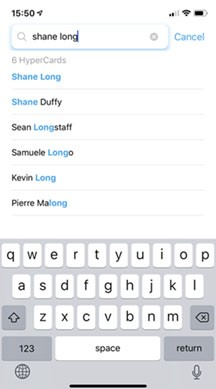 15:50
shane long Cancel
6 HyperCards
Shane Long
Shane Duffy
Sean Longstaff
Samuele Longo
Kevin Long
Pierre Malong
q w e r t y u i o p
a s d f g h j k l
z x c v b n m
123 space return